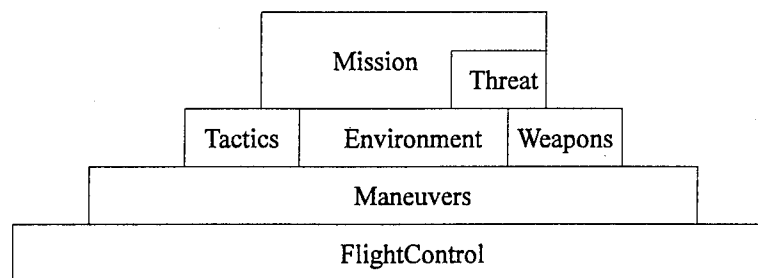 Mission
Threat
Tactics Environment Weapons
Maneuvers
FlightControl